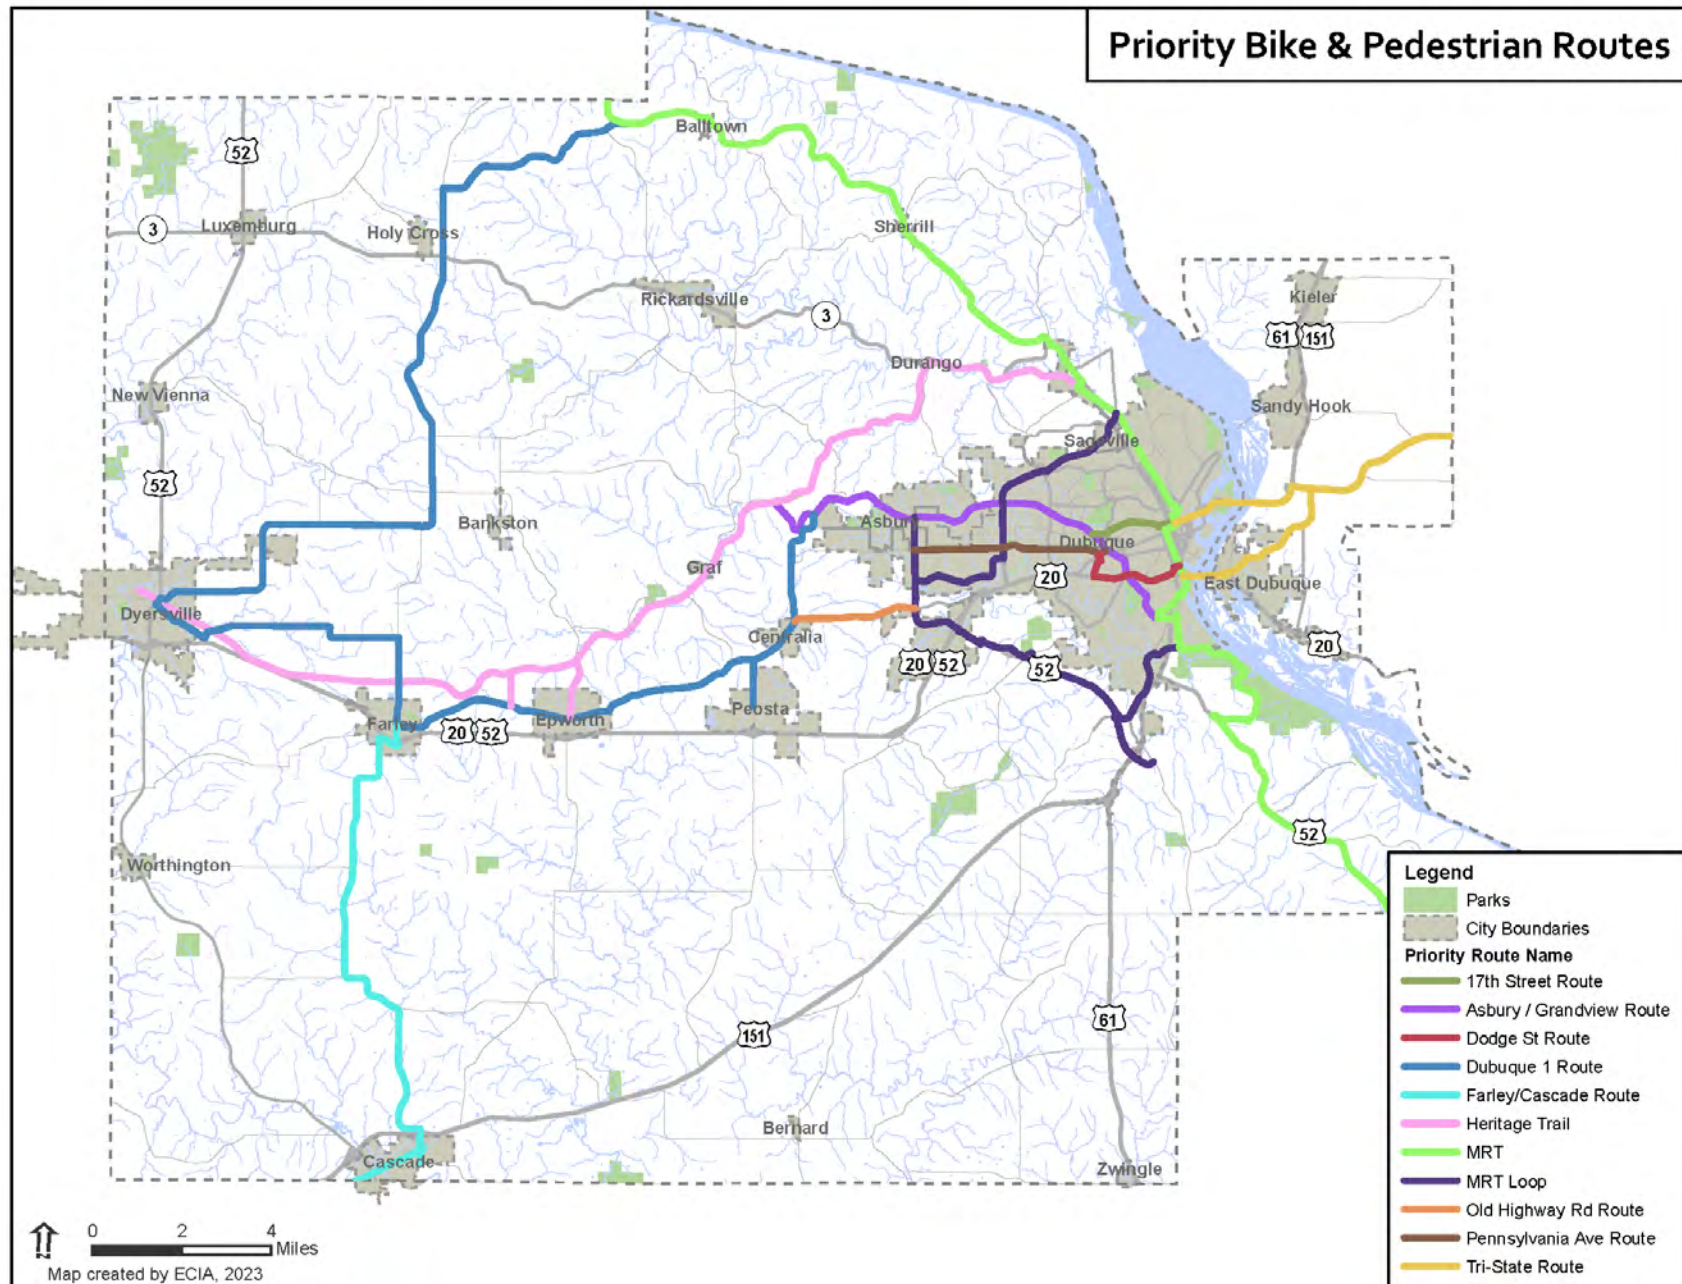 Priority Bike & Pedestrian Routes
Balltown
52
3
Luxemburg
Holy Cross
Sherrill
Rickardsville
3
Kieler
61 151
Durango
New Vienna
Sandy Hook
Sageville
52
Bankston
Asbury
Dubuque
Graf
20
East Dubuque
Dyersville
Centralia
20 52
52
20
Farley
20 52
Epworth
Peosta
52
Worthington
61
151
Bernard
Cascade
Zwingle
Legend
Parks
City Boundaries
Priority Route Name
17th Street Route
Asbury / Grandview Route
Dodge St Route
Dubuque 1 Route
Farley/Cascade Route
Heritage Trail
MRT
MRT Loop
Old Highway Rd Route
Pennsylvania Ave Route
Tri-State Route
N
0 2 4
Miles
Map created by ECIA, 2023